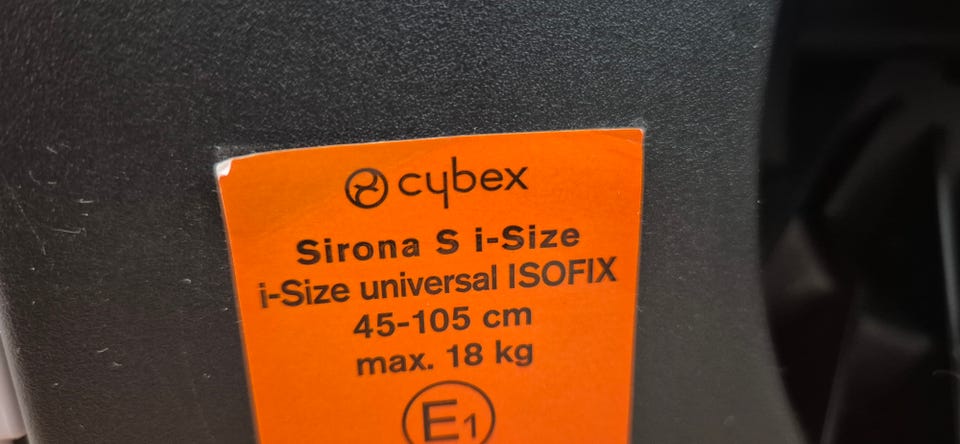 cybex
Sirona S i-Size
i-Size universal ISOFIX
45-105 cm
max. 18 kg
E1